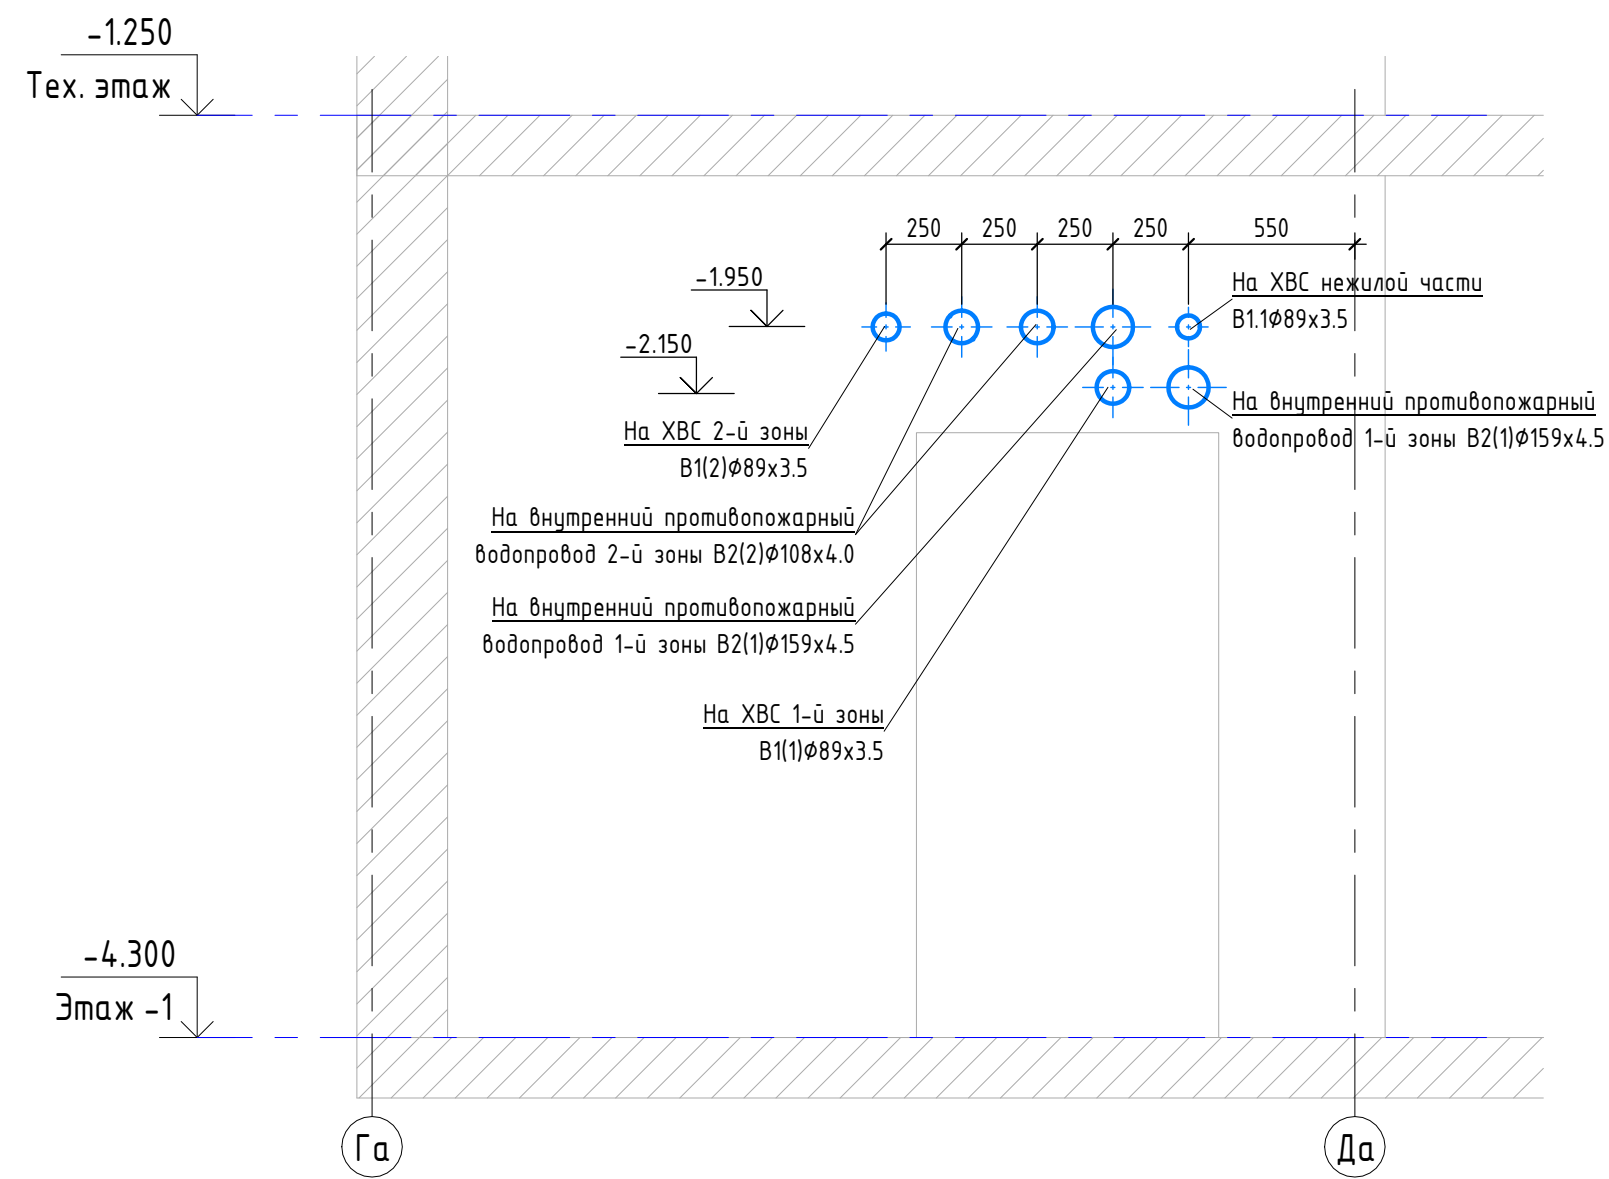 -1.250
Тех. этаж
250 250 250 250 550
-1.950
На ХВС нежилой части
В1.1Ø89х3.5
-2.150
На внутренний противопожарный
водопровод 1-й зоны В2(1)Ø159х4.5
На ХВС 2-й зоны
В1(2)Ø89х3.5
На внутренний противопожарный
водопровод 2-й зоны В2(2)Ø108х4.0
На внутренний противопожарный
водопровод 1-й зоны В2(1)Ø159х4.5
На ХВС 1-й зоны
В1(1)Ø89х3.5
-4.300
Этаж -1
Га
Да